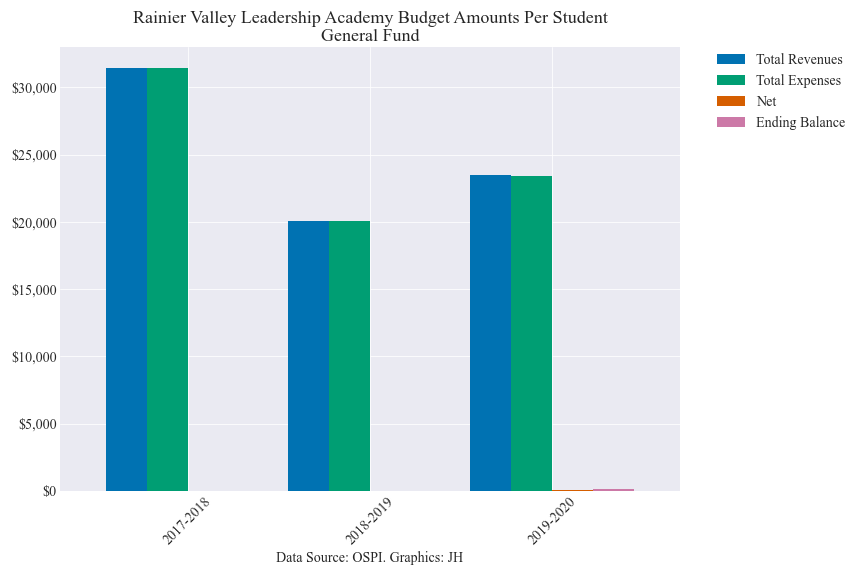 Rainier Valley Leadership Academy Budget Amounts Per Student
General Fund
Total Revenues
Total Expenses
Net
Ending Balance
$30,000
$25,000
$20,000
$15,000
$10,000
$5,000
$0
2017-2018
2018-2019
2019-2020
Data Source: OSPI. Graphics: JH